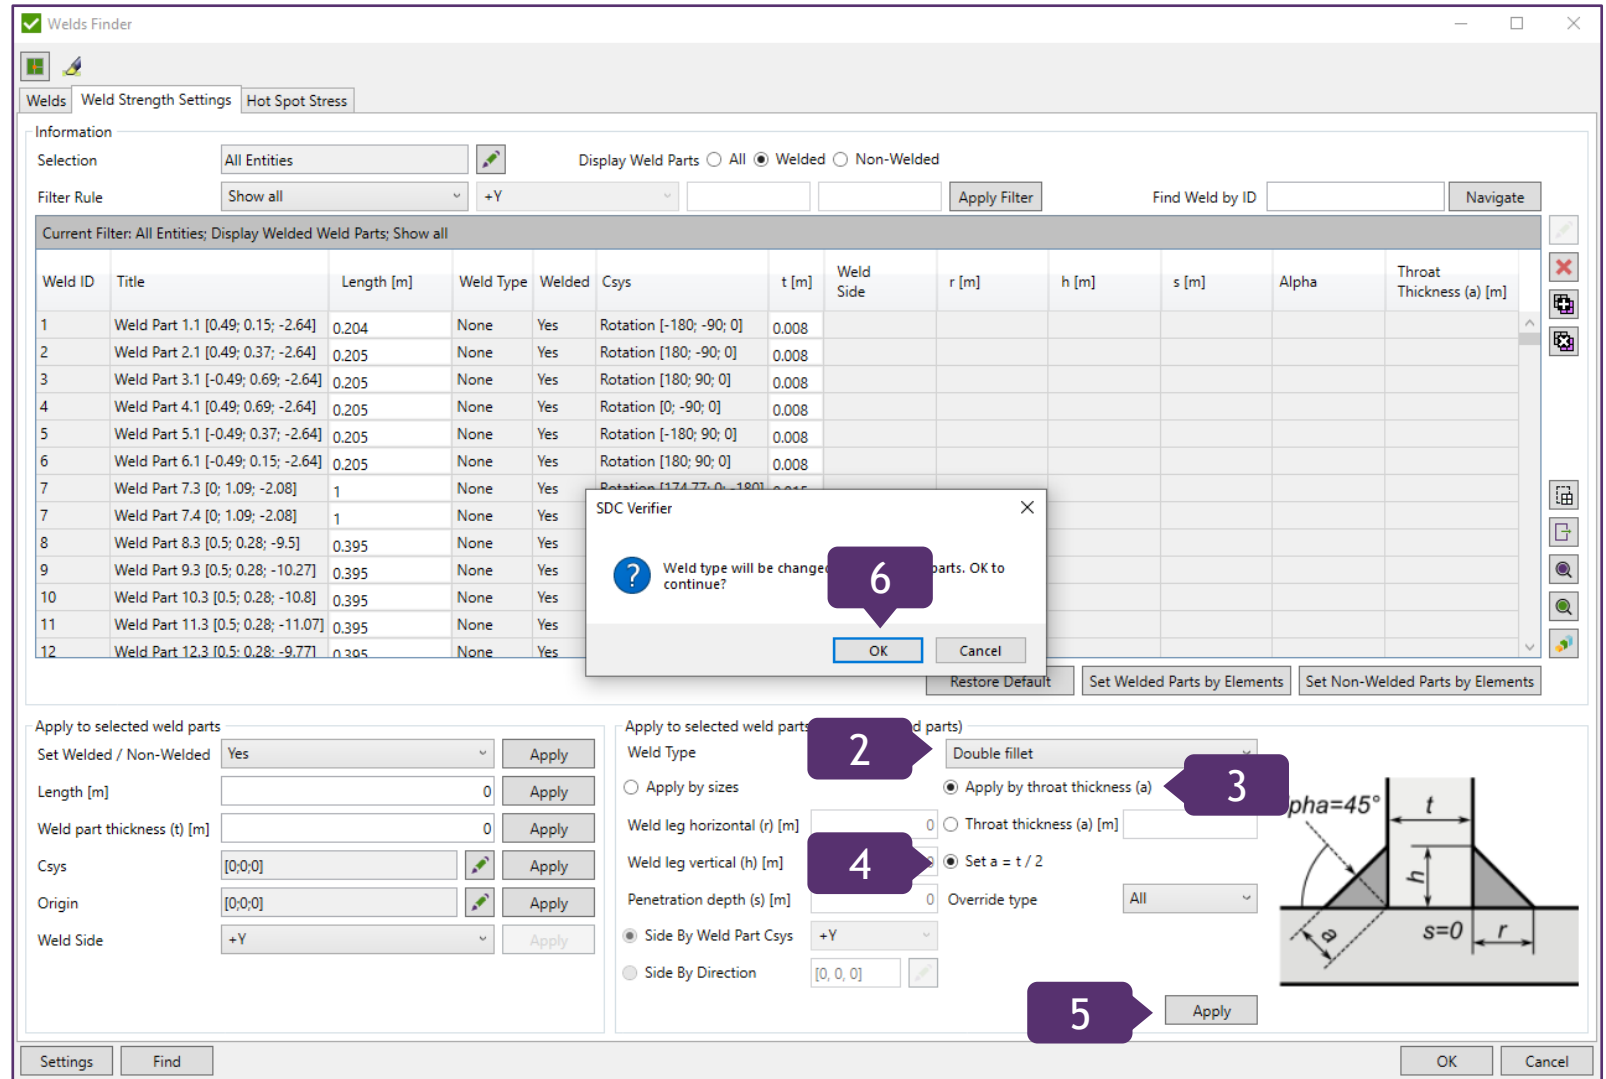 Welds Finder
Welds Weld Strength Settings Hot Spot Stress
Information
Selection All Entities Display Weld Parts All Welded Non-Welded
Filter Rule Show all +Y Apply Filter Find Weld by ID Navigate
Current Filter: All Entities; Display Welded Weld Parts; Show all
Weld ID Title Length [m] Weld Type Welded Csys t [m] Weld Side r [m] h [m] s [m] Alpha Throat Thickness (a) [m]
1 Weld Part 1.1 [0.49; 0.15; -2.64] 0.204 None Yes Rotation [-180; -90; 0] 0.008
2 Weld Part 2.1 [0.49; 0.37; -2.64] 0.205 None Yes Rotation [180; -90; 0] 0.008
3 Weld Part 3.1 [-0.49; 0.69; -2.64] 0.205 None Yes Rotation [180; 90; 0] 0.008
4 Weld Part 4.1 [0.49; 0.69; -2.64] 0.205 None Yes Rotation [0; -90; 0] 0.008
5 Weld Part 5.1 [-0.49; 0.37; -2.64] 0.205 None Yes Rotation [-180; 90; 0] 0.008
6 Weld Part 6.1 [-0.49; 0.15; -2.64] 0.205 None Yes Rotation [180; 90; 0] 0.008
7 Weld Part 7.3 [0; 1.09; -2.08] 1 None Yes Rotation [174.77; 0; -180]
7 Weld Part 7.4 [0; 1.09; -2.08] 1 None Yes
8 Weld Part 8.3 [0.5; 0.28; -9.5] 0.395 None Yes
9 Weld Part 9.3 [0.5; 0.28; -10.27] 0.395 None Yes
10 Weld Part 10.3 [0.5; 0.28; -10.8] 0.395 None Yes
11 Weld Part 11.3 [0.5; 0.28; -11.07] 0.395 None Yes
12 Weld Part 12.3 [0.5; 0.28; -9.77] 0.395 None Yes
SDC Verifier
Weld type will be changed parts. OK to
continue?
6
OK Cancel
Restore Default Set Welded Parts by Elements Set Non-Welded Parts by Elements
Apply to selected weld parts
Set Welded / Non-Welded Yes Apply
Length [m] 0 Apply
Weld part thickness (t) [m] 0 Apply
Csys [0;0;0] Apply
Origin [0;0;0] Apply
Weld Side +Y Apply
Apply to selected weld parts parts)
Weld Type 2 Double fillet
Apply by sizes Apply by throat thickness (a) 3
Weld leg horizontal (r) [m] 0 Throat thickness (a) [m]
Weld leg vertical (h) [m] 4 Set a = t / 2
Penetration depth (s) [m] 0 Override type All
Side By Weld Part Csys +Y
Side By Direction [0, 0, 0]
5 Apply
pha=45° t
h
a s=0 r
Settings Find OK Cancel